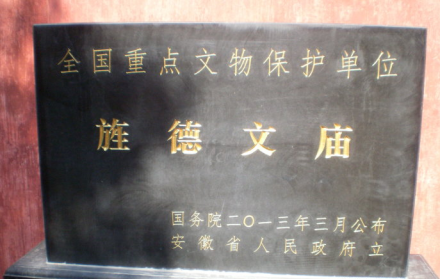 全国重点文物保护单位
旌德文庙
国务院二〇一三年三月公布
安徽省人民政府立